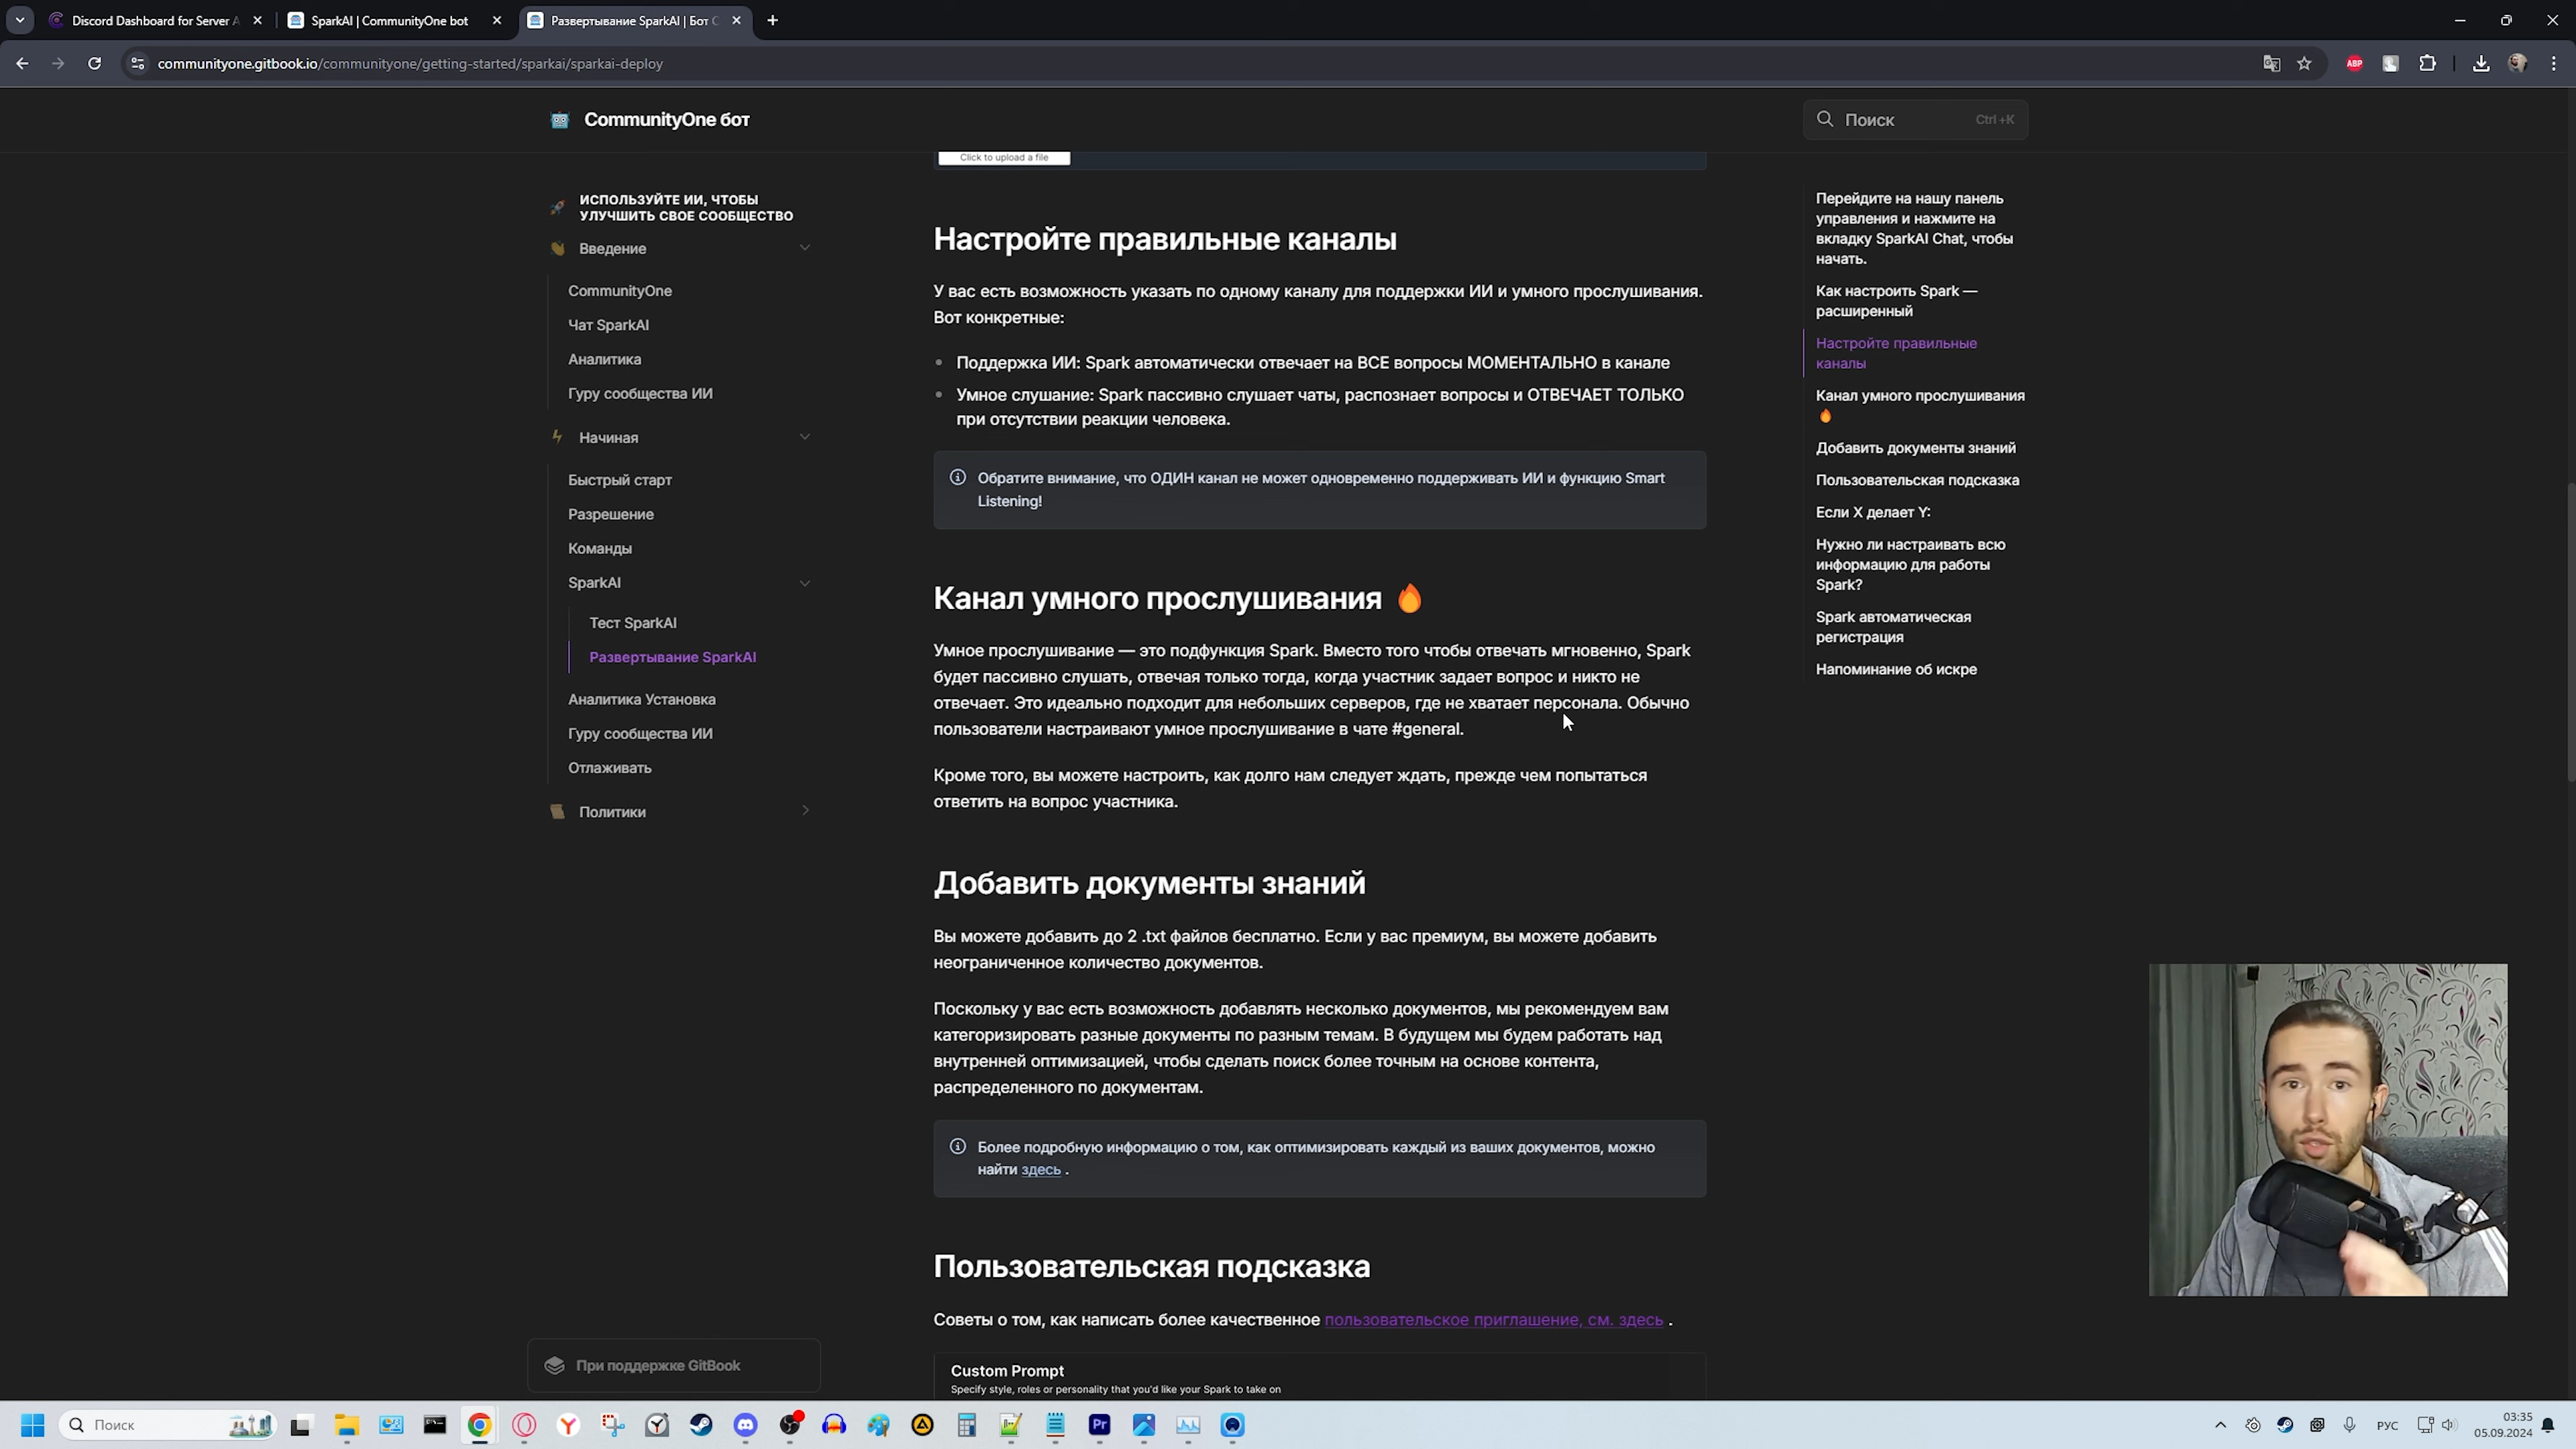 Discord Dashboard for Server A
SparkAI | CommunityOne bot
Развертывание SparkAI | Бот C
communityone.gitbook.io/communityone/getting-started/sparkai/sparkai-deploy
ABP
CommunityOne бот
Поиск
Ctrl +K
ИСПОЛЬЗУЙТЕ ИИ, ЧТОБЫ
УЛУЧШИТЬ СВОЕ СООБЩЕСТВО
Введение
CommunityOne
Чат SparkAI
Аналитика
Гуру сообщества ИИ
Начиная
Быстрый старт
Разрешение
Команды
SparkAI
Тест SparkAI
Развертывание SparkAI
Аналитика Установка
Гуру сообщества ИИ
Отлаживать
Политики
При поддержке GitBook
Click to upload a file
Настройте правильные каналы
У вас есть возможность указать по одному каналу для поддержки ИИ и умного прослушивания.
Вот конкретные:
Поддержка ИИ: Spark автоматически отвечает на ВСЕ вопросы МОМЕНТАЛЬНО в канале
Умное слушание: Spark пассивно слушает чаты, распознает вопросы и ОТВЕЧАЕТ ТОЛЬКО
при отсутствии реакции человека.
Обратите внимание, что ОДИН канал не может одновременно поддерживать ИИ и функцию Smart
Listening!
Канал умного прослушивания 🔥
Умное прослушивание — это подфункция Spark. Вместо того чтобы отвечать мгновенно, Spark
будет пассивно слушать, отвечая только тогда, когда участник задает вопрос и никто не
отвечает. Это идеально подходит для небольших серверов, где не хватает персонала. Обычно
пользователи настраивают умное прослушивание в чате #general.
Кроме того, вы можете настроить, как долго нам следует ждать, прежде чем попытаться
ответить на вопрос участника.
Добавить документы знаний
Вы можете добавить до 2 .txt файлов бесплатно. Если у вас премиум, вы можете добавить
неограниченное количество документов.
Поскольку у вас есть возможность добавлять несколько документов, мы рекомендуем вам
категоризировать разные документы по разным темам. В будущем мы будем работать над
внутренней оптимизацией, чтобы сделать поиск более точным на основе контента,
распределенного по документам.
Более подробную информацию о том, как оптимизировать каждый из ваших документов, можно
найти здесь .
Пользовательская подсказка
Советы о том, как написать более качественное пользовательское приглашение, см. здесь .
Custom Prompt
Specify style, roles or personality that you'd like your Spark to take on
Перейдите на нашу панель
управления и нажмите на
вкладку SparkAI Chat, чтобы
начать.
Как настроить Spark —
расширенный
Настройте правильные
каналы
Канал умного прослушивания
🔥
Добавить документы знаний
Пользовательская подсказка
Если X делает Y:
Нужно ли настраивать всю
информацию для работы
Spark?
Spark автоматическая
регистрация
Напоминание об искре
Поиск
Pr
РУС
03:35
05.09.2024